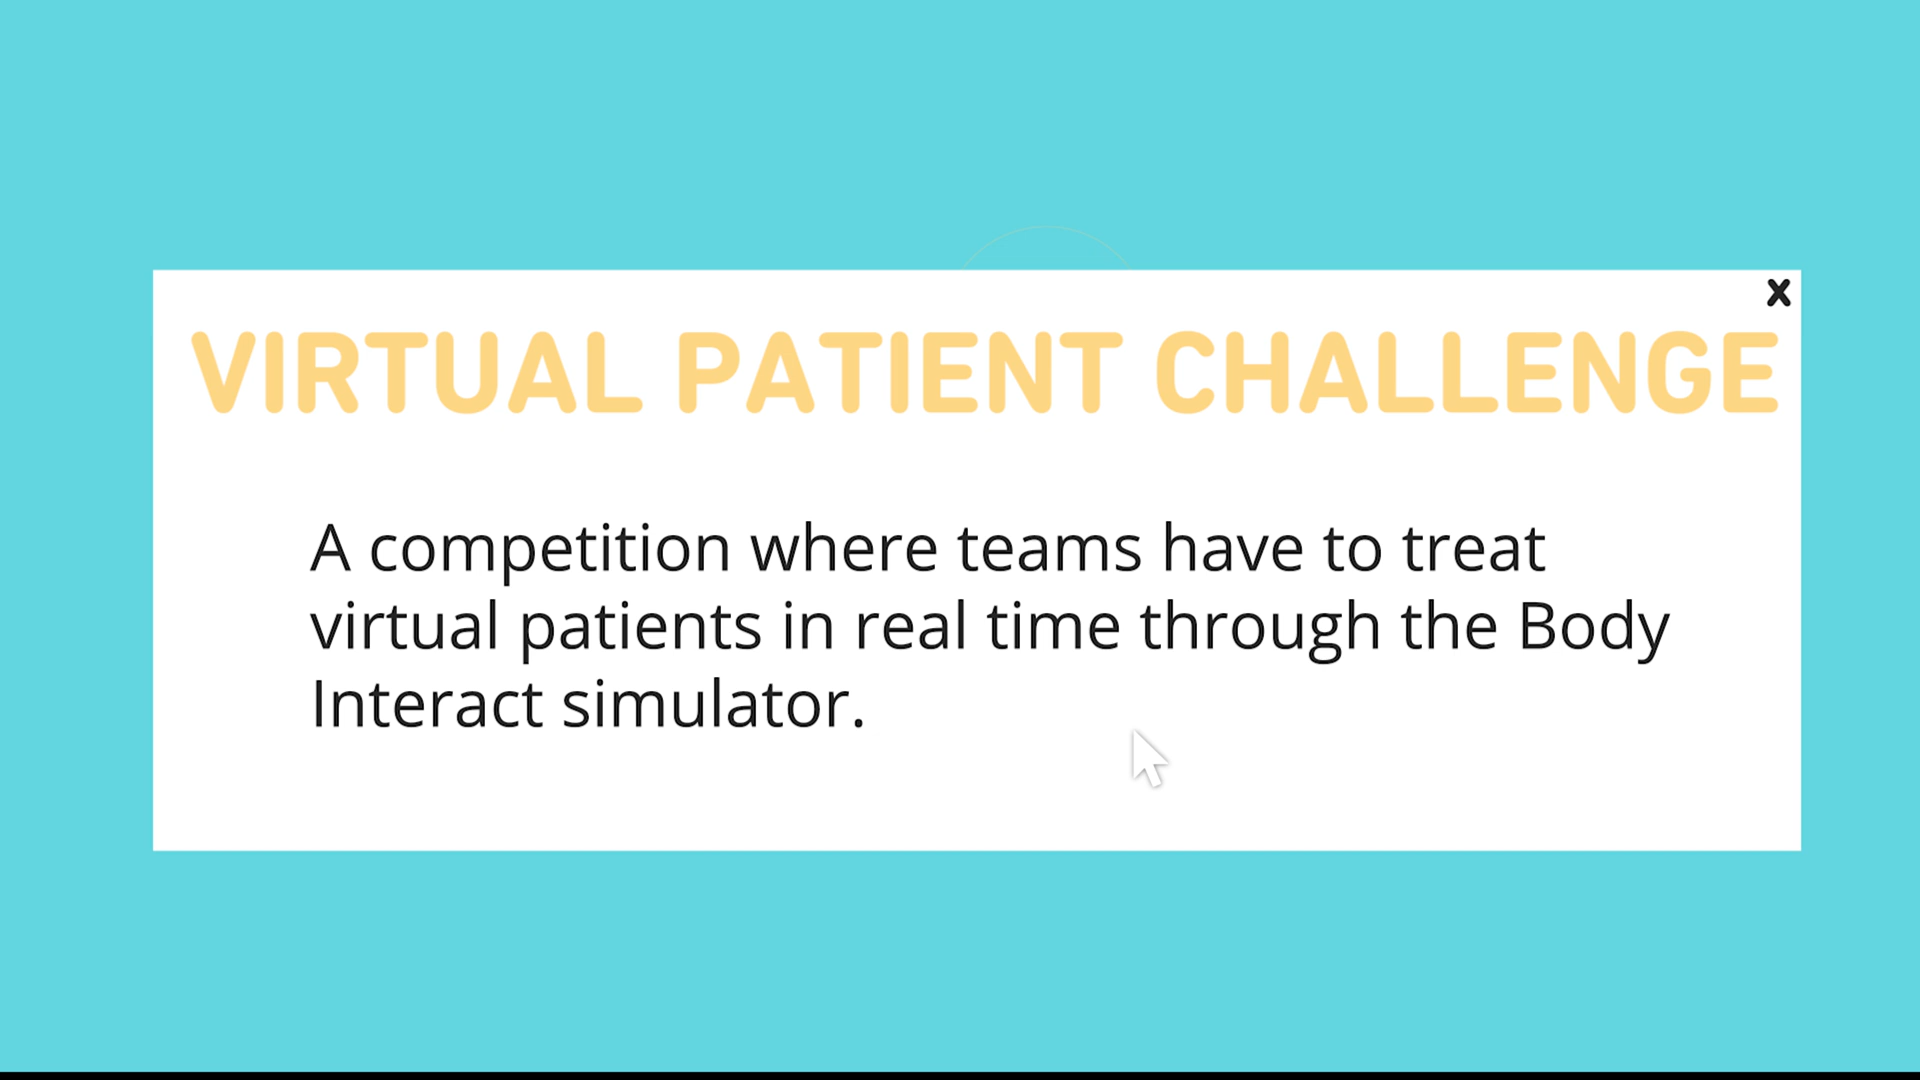 x
VIRTUAL PATIENT CHALLENGE
A competition where teams have to treat
virtual patients in real time through the Body
Interact simulator.